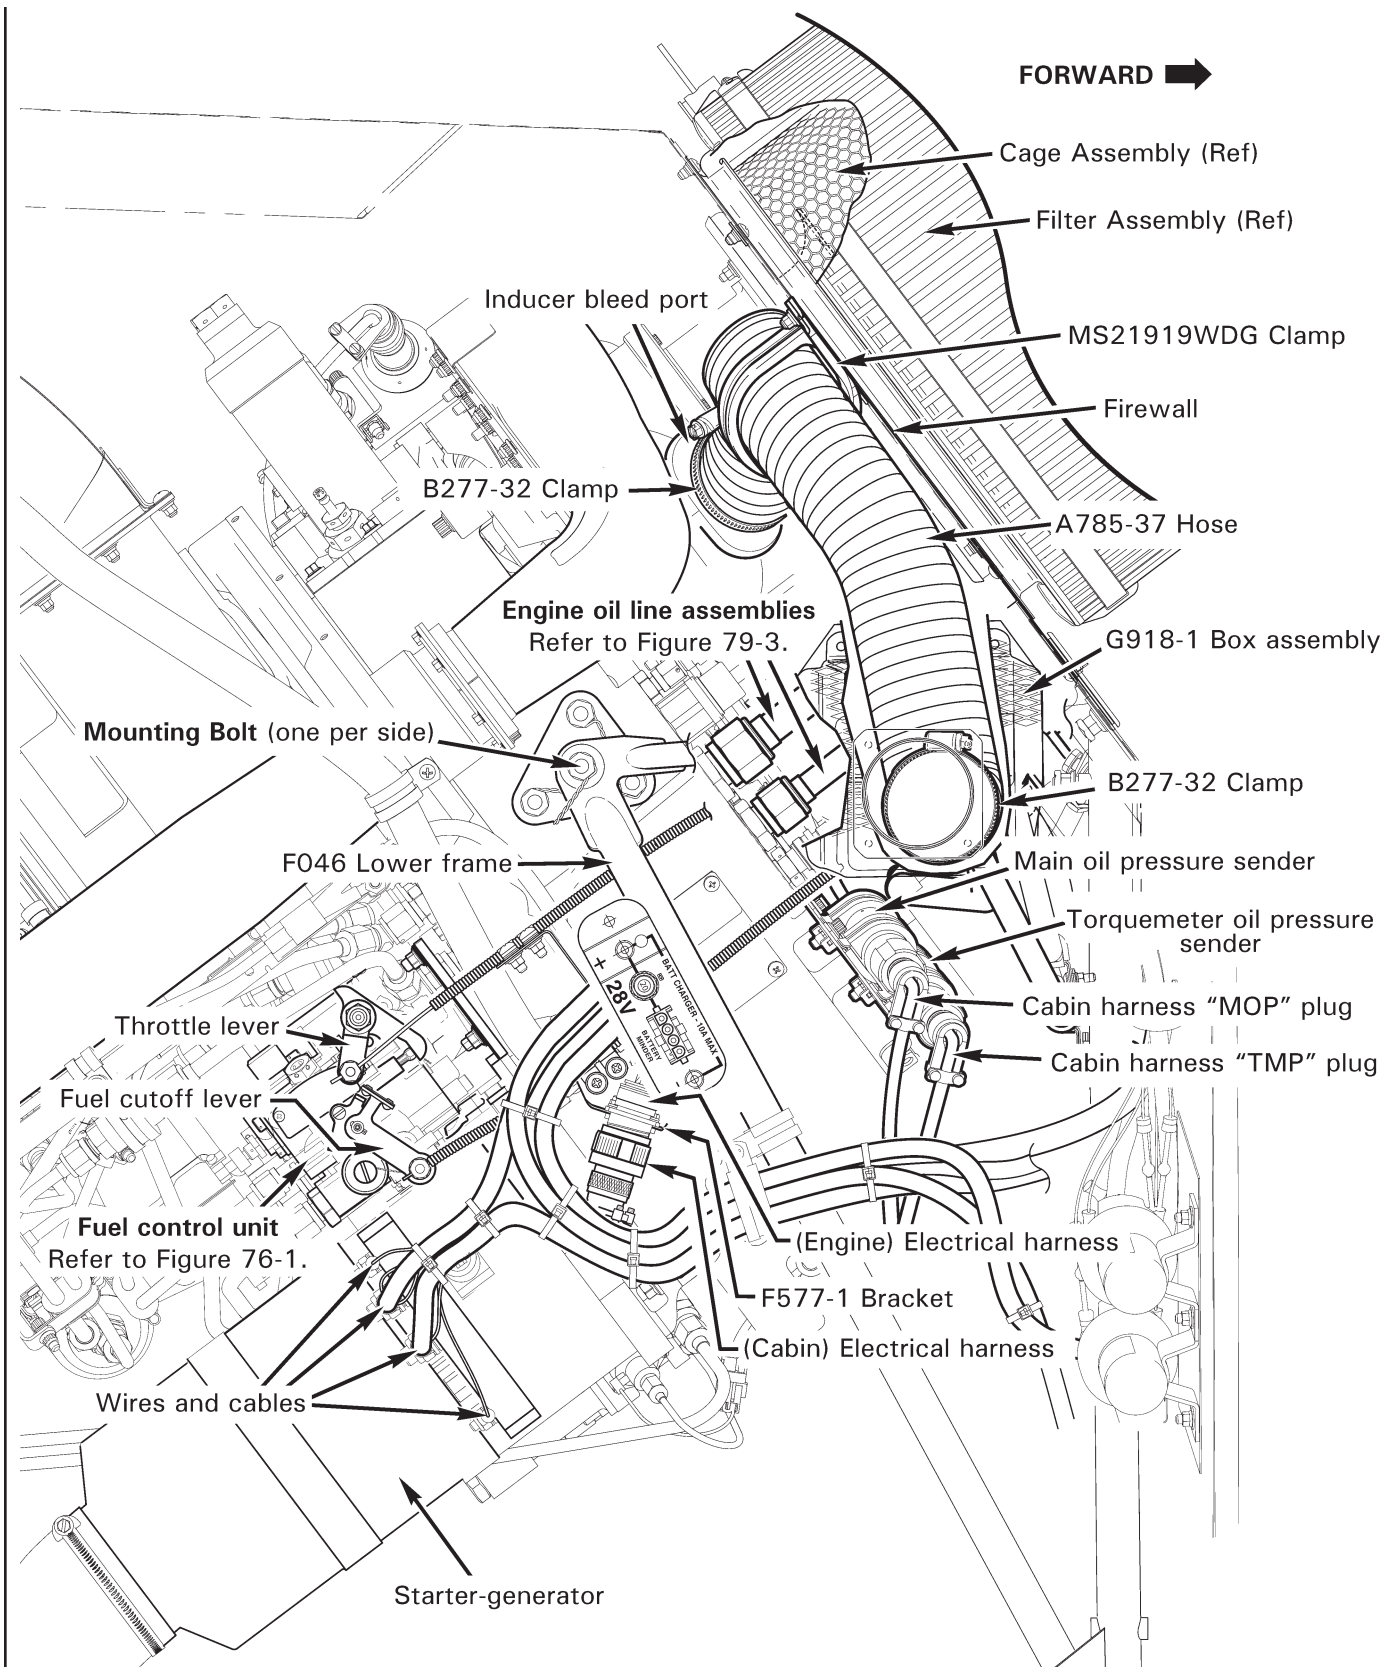 FORWARD
Cage Assembly (Ref)
Filter Assembly (Ref)
Inducer bleed port
MS21919WDG Clamp
Firewall
B277-32 Clamp
A785-37 Hose
Engine oil line assemblies
Refer to Figure 79-3.
G918-1 Box assembly
Mounting Bolt (one per side)
B277-32 Clamp
F046 Lower frame
Main oil pressure sender
Torquemeter oil pressure
sender
+
28V
BATT CHARGER - 10A MAX
BATTERY
MINDER
-
Cabin harness “MOP” plug
Throttle lever
Cabin harness “TMP” plug
Fuel cutoff lever
Fuel control unit
Refer to Figure 76-1.
(Engine) Electrical harness
F577-1 Bracket
(Cabin) Electrical harness
Wires and cables
Starter-generator